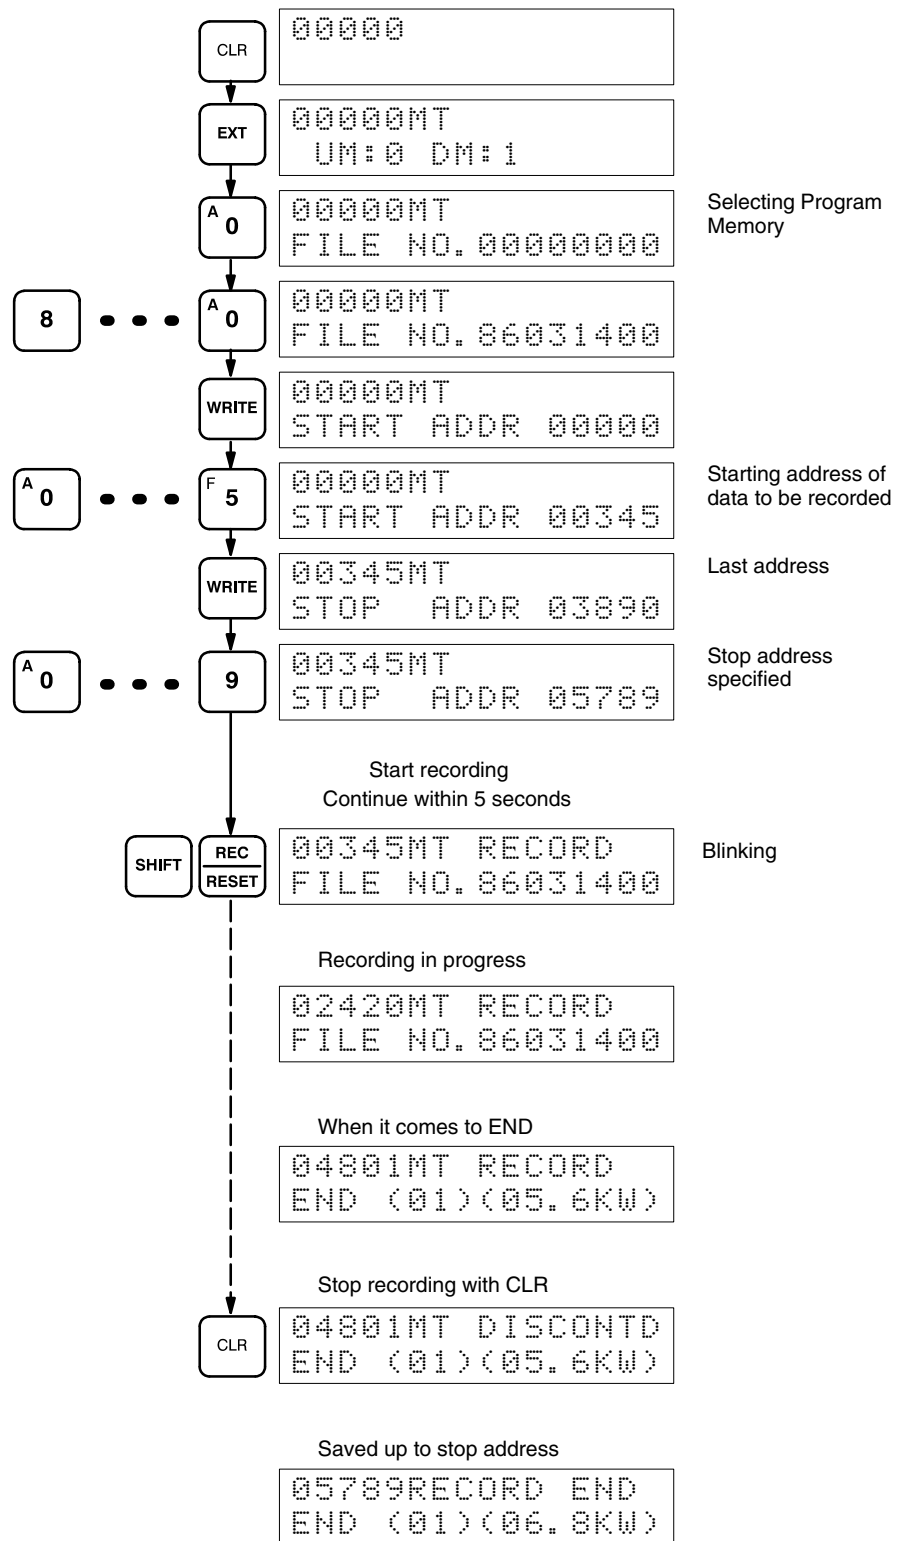 00000
CLR
00000MT
EXT
UM:0 DM:1
00000MT
Selecting Program
A 0
Memory
FILE NO.00000000
00000MT
8 A 0
FILE NO.86031400
00000MT
WRITE
START ADDR 00000
00000MT
Starting address of
A 0 F 5
data to be recorded
START ADDR 00345
00345MT
Last address
WRITE
STOP ADDR 03890
00345MT
Stop address
A 0 9
specified
STOP ADDR 05789
Start recording
Continue within 5 seconds
00345MT RECORD
SHIFT REC
RESET
Blinking
FILE NO.86031400
Recording in progress
02420MT RECORD
FILE NO.86031400
When it comes to END
04801MT RECORD
END (01)(05.6KW)
Stop recording with CLR
04801MT DISCONTD
CLR
END (01)(05.6KW)
Saved up to stop address
05789RECORD END
END (01)(06.8KW)